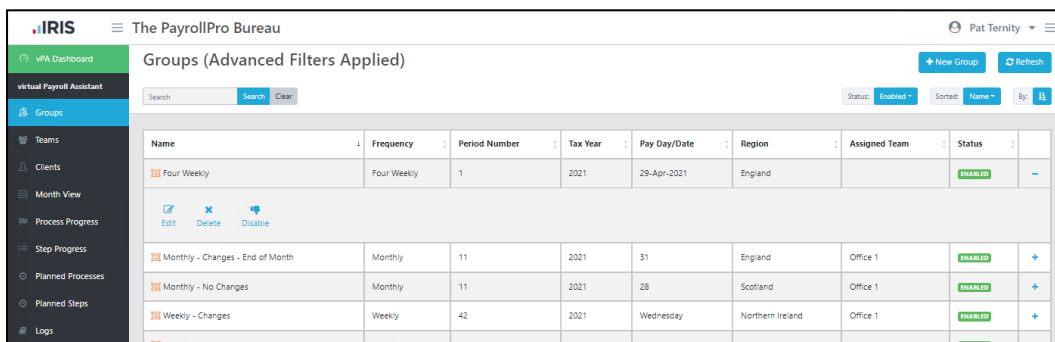 IRIS The PayrollPro Bureau Pat Ternity
vPA Dashboard
virtual Payroll Assistant
Groups
Teams
Clients
Month View
Process Progress
Step Progress
Planned Processes
Planned Steps
Logs
Groups (Advanced Filters Applied) + New Group Refresh
Search Search Clear Status: Enabled Sorted: Name By:
Name Frequency Period Number Tax Year Pay Day/Date Region Assigned Team Status
Four Weekly Four Weekly 1 2021 29-Apr-2021 England ENABLED -
Edit Delete Disable
Monthly - Changes - End of Month Monthly 11 2021 31 England Office 1 ENABLED +
Monthly - No Changes Monthly 11 2021 28 Scotland Office 1 ENABLED +
Weekly - Changes Weekly 42 2021 Wednesday Northern Ireland Office 1 ENABLED +